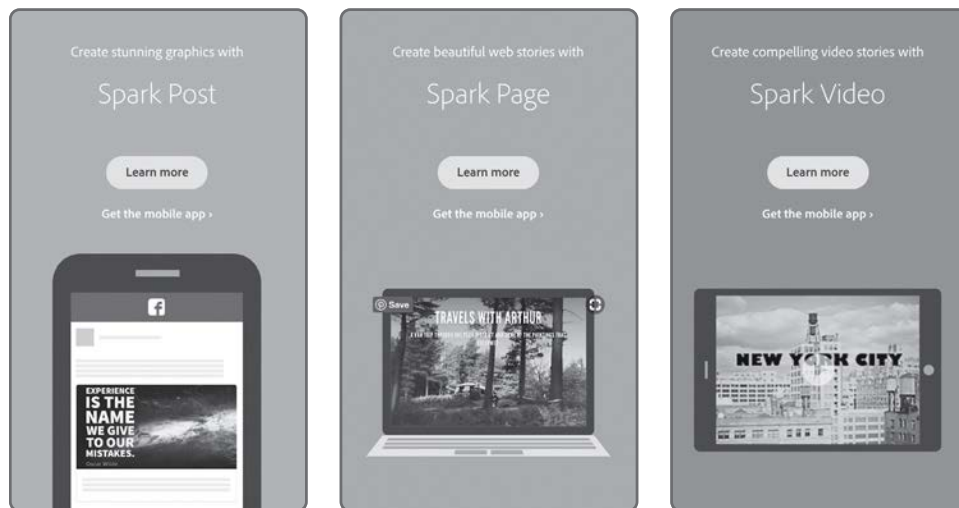 Create stunning graphics with
Spark Post
Learn more
Get the mobile app ›
f
EXPERIENCE
IS THE
NAME
WE GIVE
TO OUR
MISTAKES.
Oscar Wilde
Create beautiful web stories with
Spark Page
Learn more
Get the mobile app ›
Save
TRAVELS WITH ARTHUR
Create compelling video stories with
Spark Video
Learn more
Get the mobile app ›
NEW YORK CITY